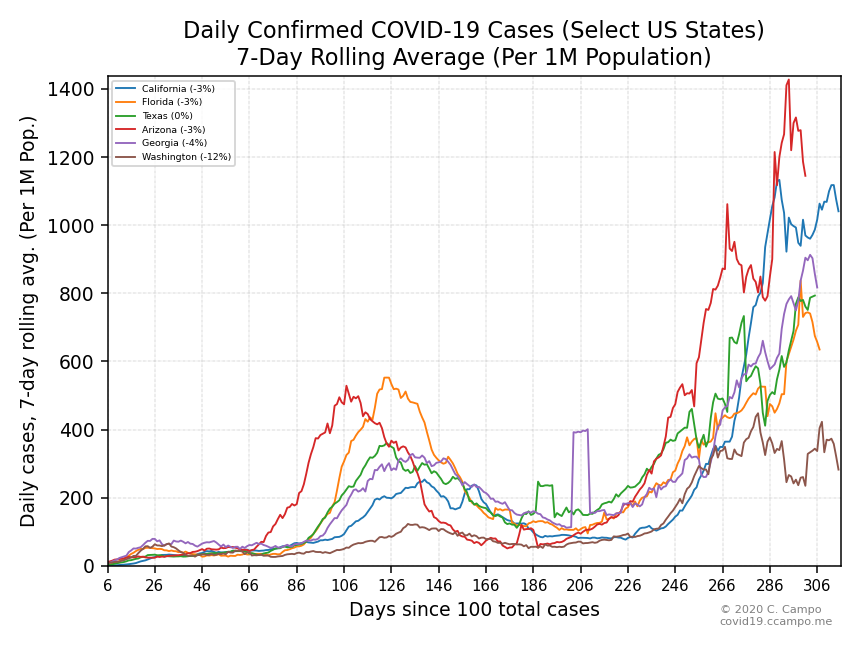 Daily Confirmed COVID-19 Cases (Select US States)
7-Day Rolling Average (Per 1M Population)
Daily cases, 7-day rolling avg. (Per 1M Pop.)
1400
1200
1000
800
600
400
200
0
California (-3%)
Florida (-3%)
Texas (0%)
Arizona (-3%)
Georgia (-4%)
Washington (-12%)
6 26 46 66 86 106 126 146 166 186 206 226 246 266 286 306
Days since 100 total cases
© 2020 C. Campo
covid19.ccampo.me